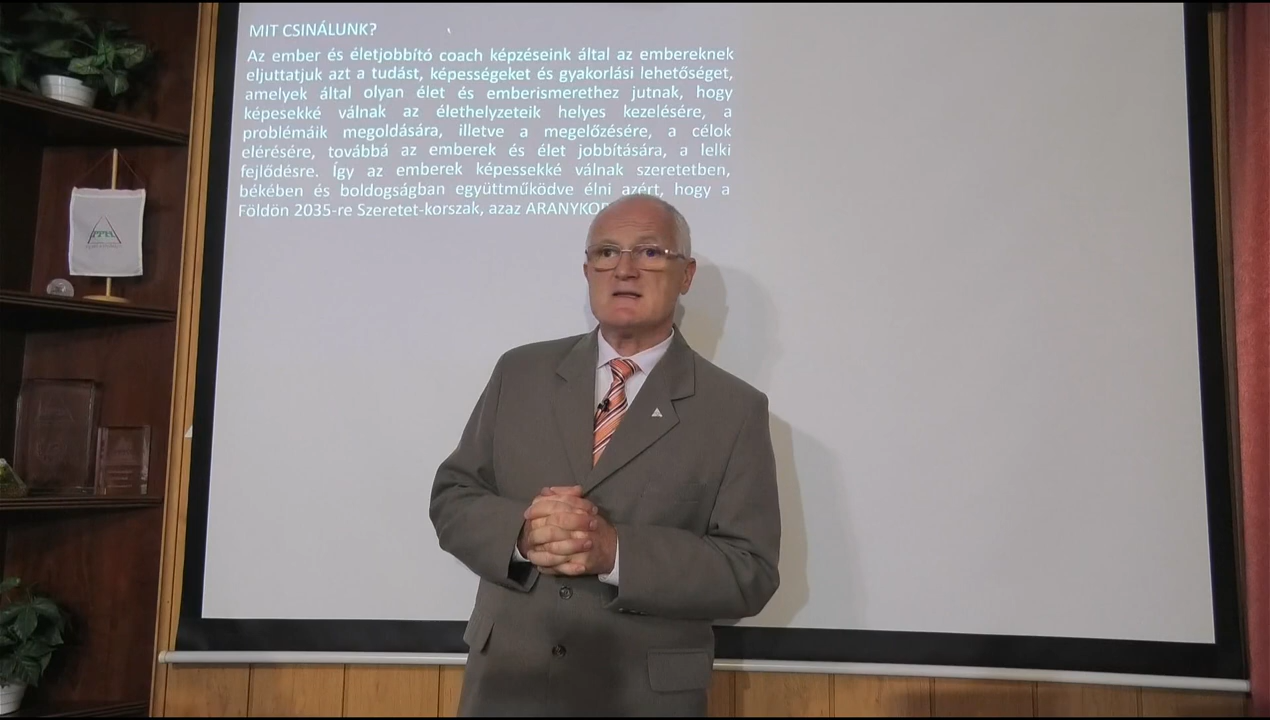 MIT CSINÁLUNK?
Az ember és életjobbító coach képzéseink által az embereknek
eljuttatjuk azt a tudást, képességeket és gyakorlási lehetőséget,
amelyek által olyan élet és emberismerethez jutnak, hogy
képesekké válnak az élethelyzeteik helyes kezelésére, a
problémáik megoldására, illetve a megelőzésére, a célok
elérésére, továbbá az emberek és élet jobbítására, a lelki
fejlődésre. Így az emberek képessekké válnak szeretetben,
békében és boldogságban együttműködve élni azért, hogy a
Földön 2035-re Szeretet-korszak, azaz